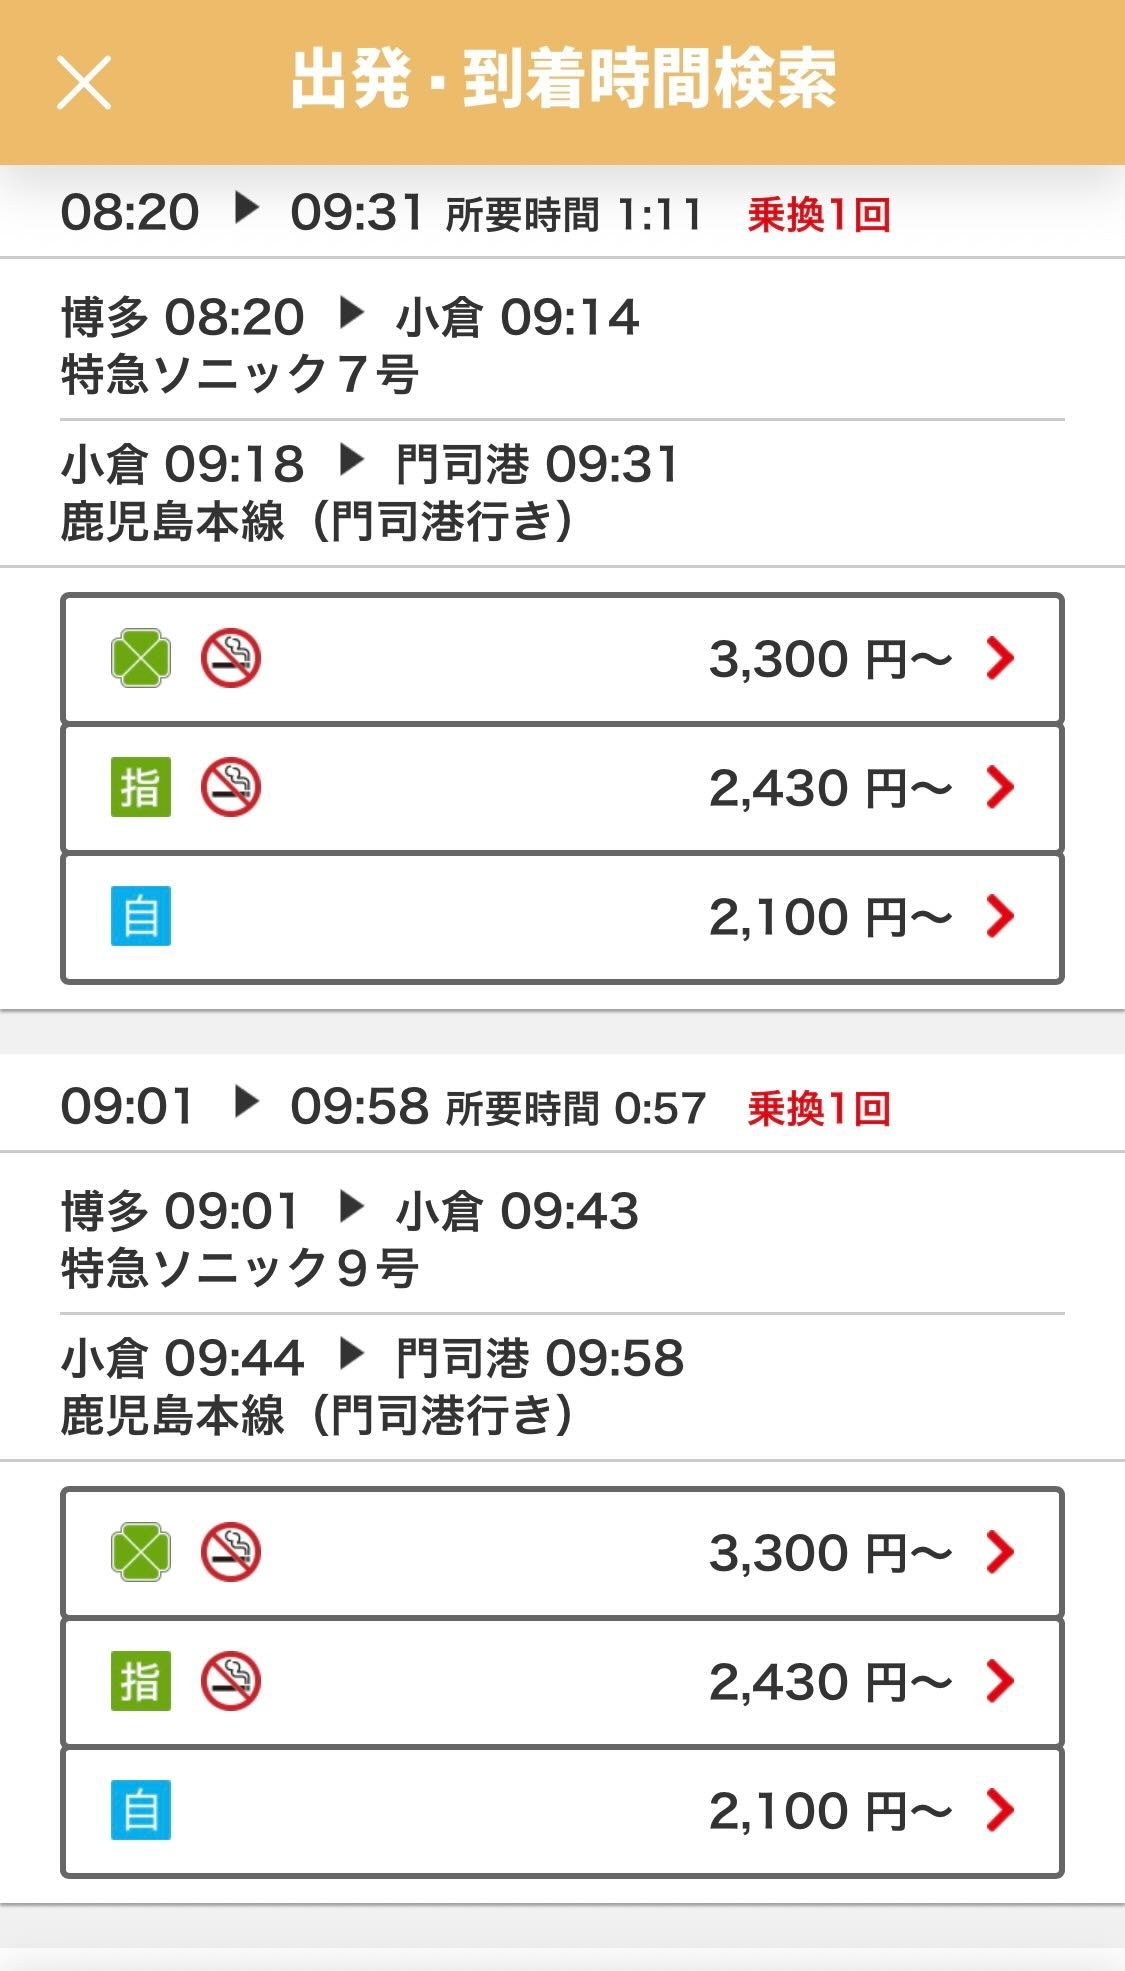 出発・到着時間検索
08:20 ▶ 09:31 所要時間 1:11 乗換1回
博多 08:20 ▶ 小倉 09:14
特急ソニック７号
小倉 09:18 ▶ 門司港 09:31
鹿児島本線（門司港行き）
3,300 円〜
指 2,430 円〜
自 2,100 円〜
09:01 ▶ 09:58 所要時間 0:57 乗換1回
博多 09:01 ▶ 小倉 09:43
特急ソニック９号
小倉 09:44 ▶ 門司港 09:58
鹿児島本線（門司港行き）
3,300 円〜
指 2,430 円〜
自 2,100 円〜